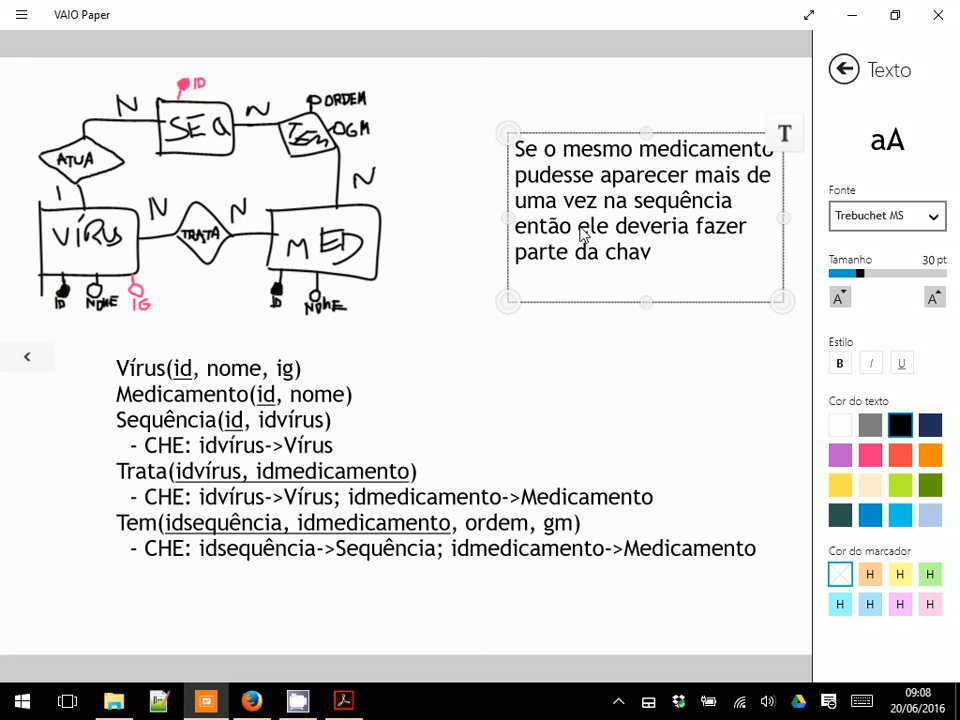 VAIO Paper
ID
N
SEQ
N
ORDEM
GM
TEM
ATUA
N
1
N
N
VÍRUS
TRATA
MED
ID
NOME
IG
ID
NOME
Se o mesmo medicamento
pudesse aparecer mais de
uma vez na sequência
então ele deveria fazer
parte da chav
T
Vírus(id, nome, ig)
Medicamento(id, nome)
Sequência(id, idvírus)
- CHE: idvírus->Vírus
Trata(idvírus, idmedicamento)
- CHE: idvírus->Vírus; idmedicamento->Medicamento
Tem(idsequência, idmedicamento, ordem, gm)
- CHE: idsequência->Sequência; idmedicamento->Medicamento
Texto
aA
Fonte
Trebuchet MS
Tamanho 30 pt
A A
Estilo
B I U
Cor do texto
Cor do marcador
H H H
H H H H
09:08
20/06/2016